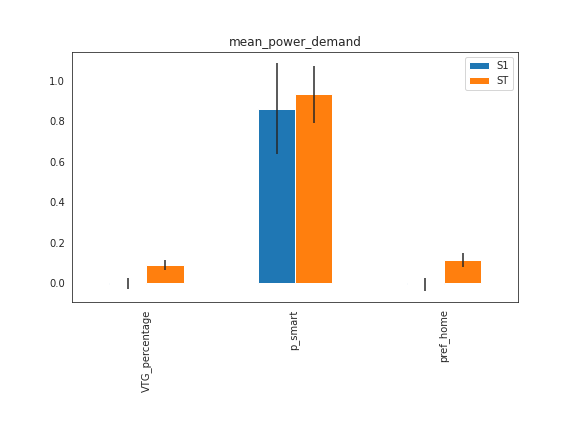 mean_power_demand
S1
ST
1.0
0.8
0.6
0.4
0.2
0.0
VTG_percentage
p_smart
pref_home